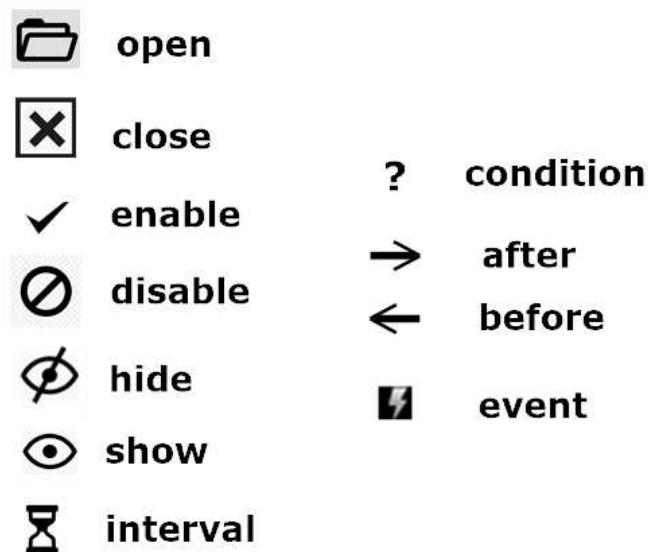 open
close
enable
disable
hide
show
interval
? condition
after
before
event